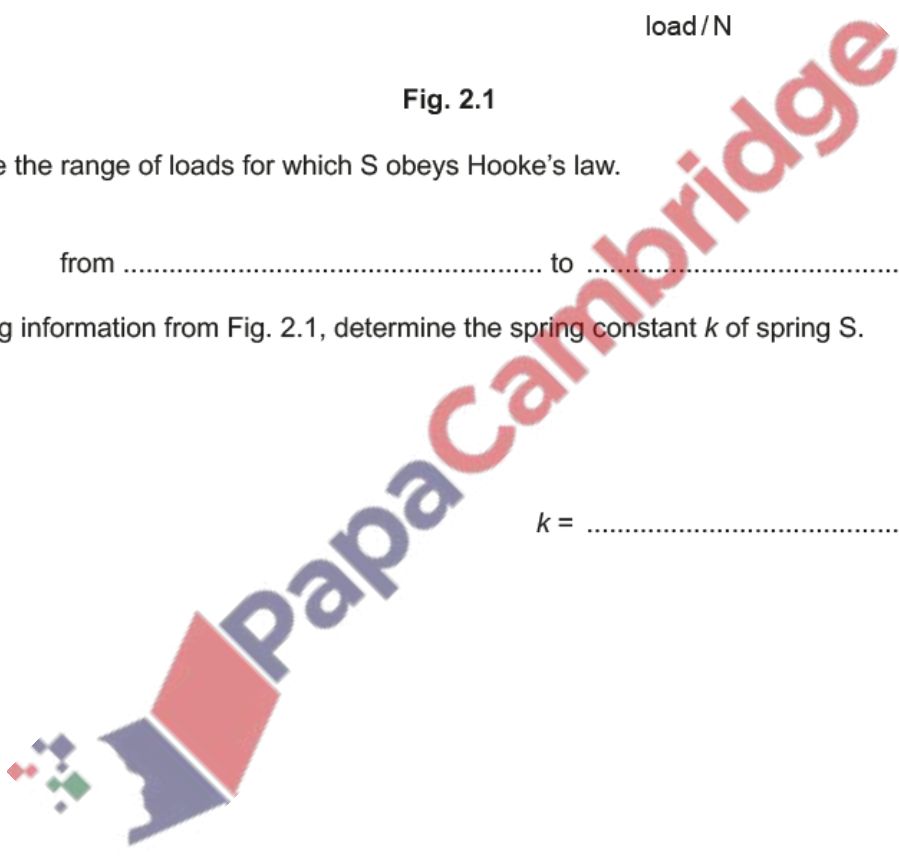 load / N
Fig. 2.1
e the range of loads for which S obeys Hooke's law.
from ........................................................ to ..........................................
g information from Fig. 2.1, determine the spring constant k of spring S.
k = ..........................................
PapaCambridge